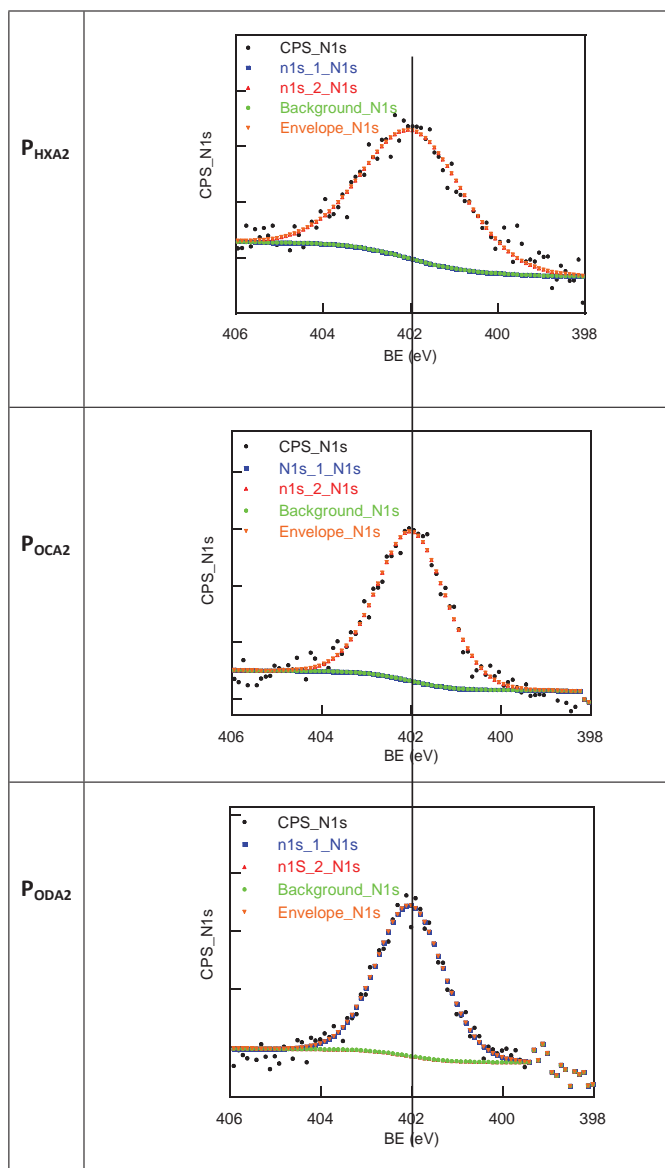 PHXA2
CPS_N1s
n1s_1_N1s
n1s_2_N1s
Background_N1s
Envelope_N1s
CPS_N1s
406 404 402 400 398
BE (eV)
POCA2
CPS_N1s
N1s_1_N1s
n1s_2_N1s
Background_N1s
Envelope_N1s
CPS_N1s
406 404 402 400 398
BE (eV)
PODA2
CPS_N1s
n1s_1_N1s
n1S_2_N1s
Background_N1s
Envelope_N1s
CPS_N1s
406 404 402 400 398
BE (eV)